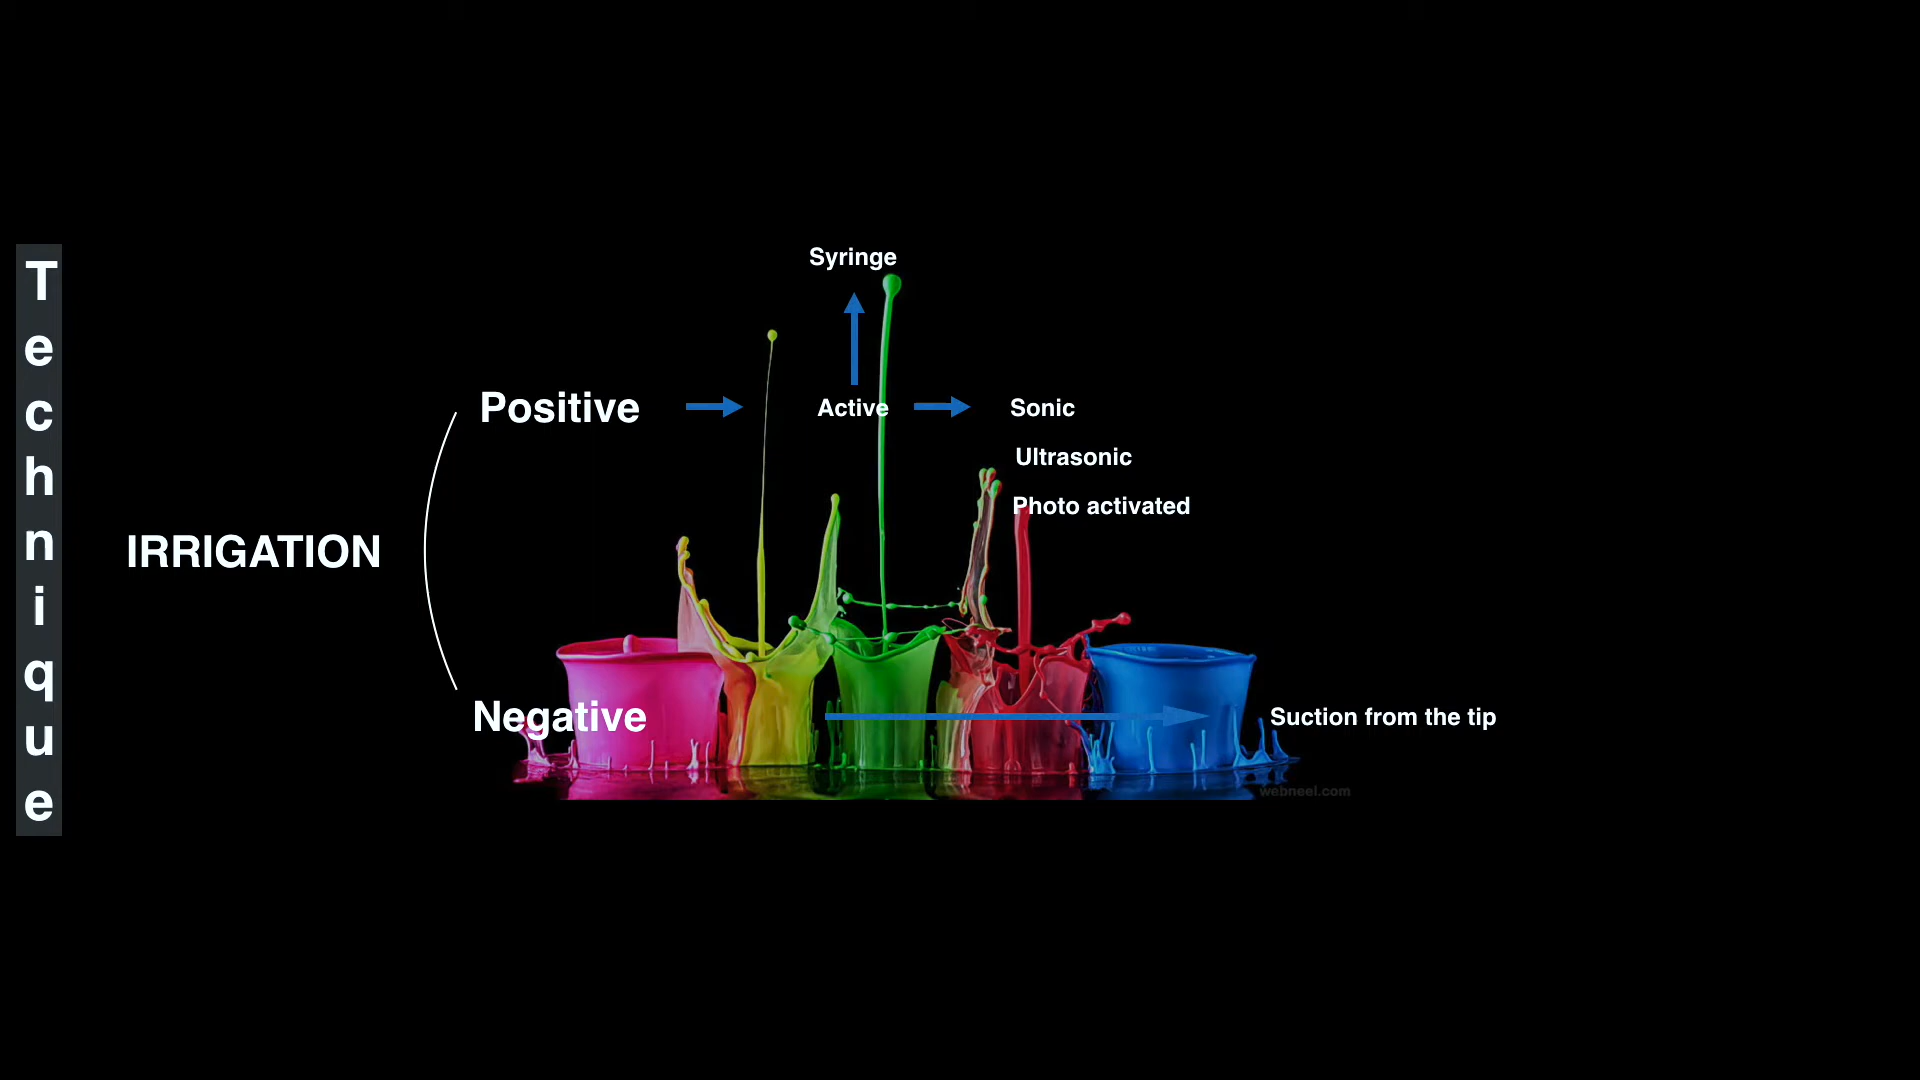 Technique
Syringe
Positive
Active
Sonic
Ultrasonic
Photo activated
IRRIGATION
Negative
Suction from the tip
webneel.com